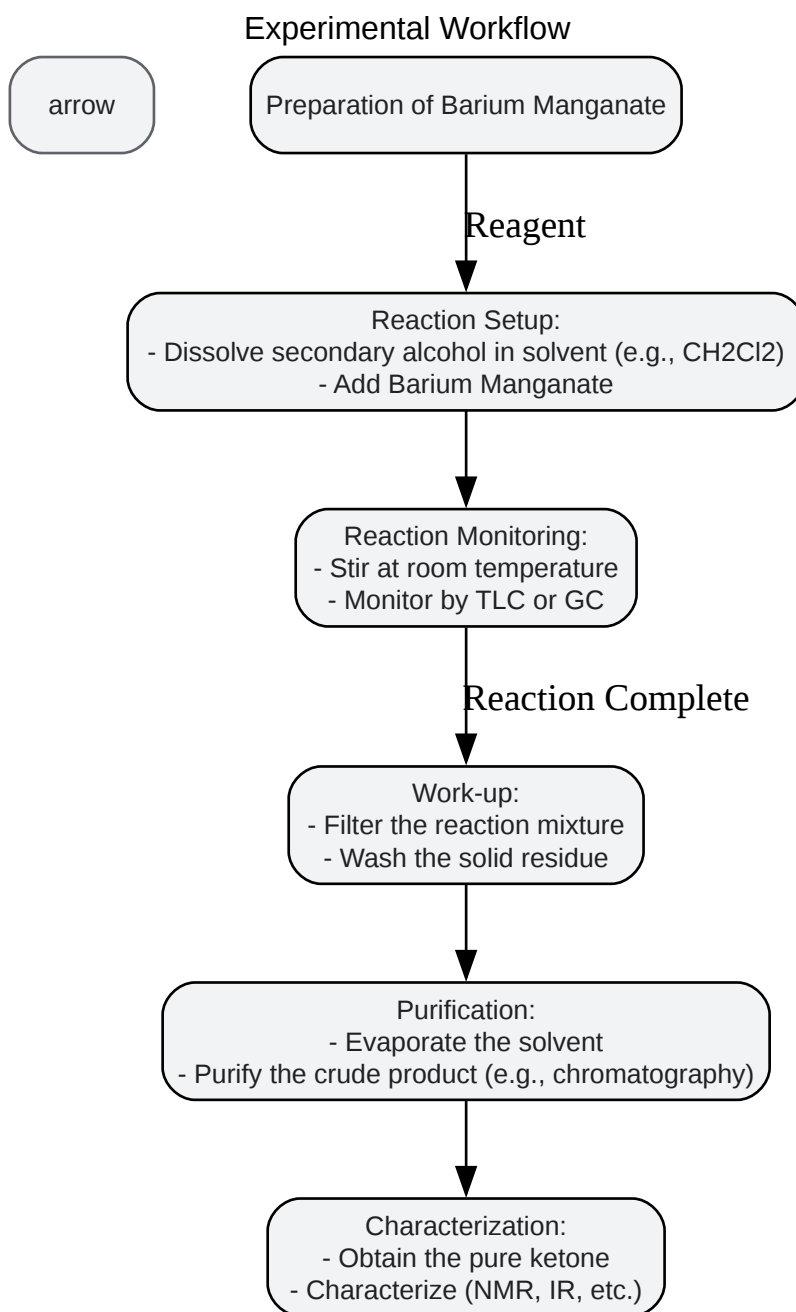 Experimental Workflow
arrow
Preparation of Barium Manganate
Reagent
Reaction Setup:
- Dissolve secondary alcohol in solvent (e.g., CH2Cl2)
- Add Barium Manganate
Reaction Monitoring:
- Stir at room temperature
- Monitor by TLC or GC
Reaction Complete
Work-up:
- Filter the reaction mixture
- Wash the solid residue
Purification:
- Evaporate the solvent
- Purify the crude product (e.g., chromatography)
Characterization:
- Obtain the pure ketone
- Characterize (NMR, IR, etc.)